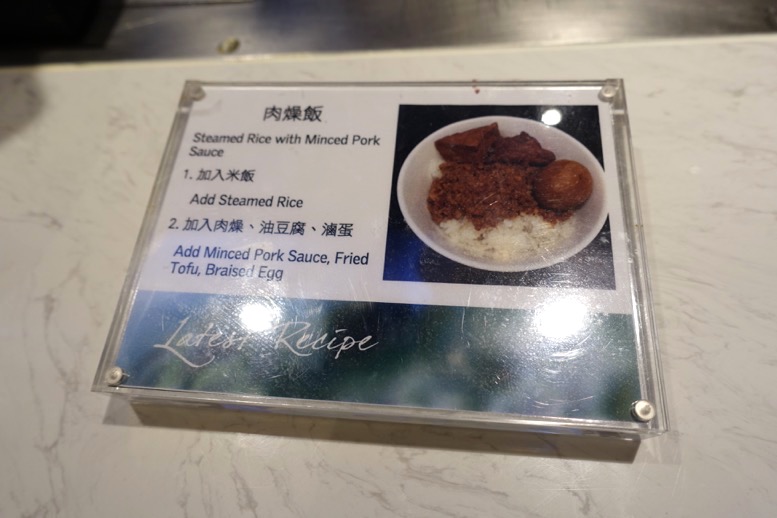 肉燥飯
Steamed Rice with Minced Pork
Sauce
1. 加入米飯
Add Steamed Rice
2. 加入肉燥、油豆腐、滷蛋
Add Minced Pork Sauce, Fried
Tofu, Braised Egg
Latest Recipe